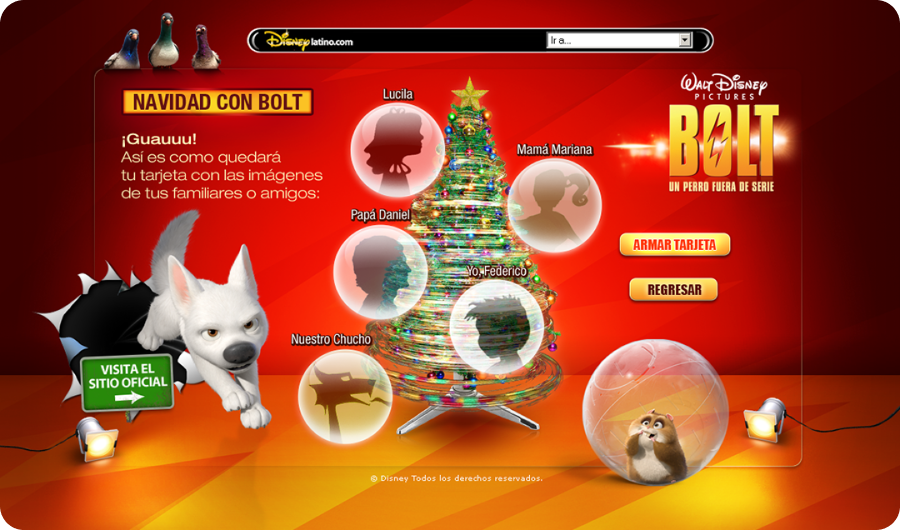 Disneylatino.com
Ir a...
NAVIDAD CON BOLT
¡Guauuu!
Así es como quedará
tu tarjeta con las imágenes
de tus familiares o amigos:
Lucila
Mamá Mariana
Papá Daniel
Yo, Federico
Nuestro Chucho
WALT DISNEY
PICTURES
BOLT
UN PERRO FUERA DE SERIE
ARMAR TARJETA
REGRESAR
VISITA EL
SITIO OFICIAL
© Disney Todos los derechos reservados.